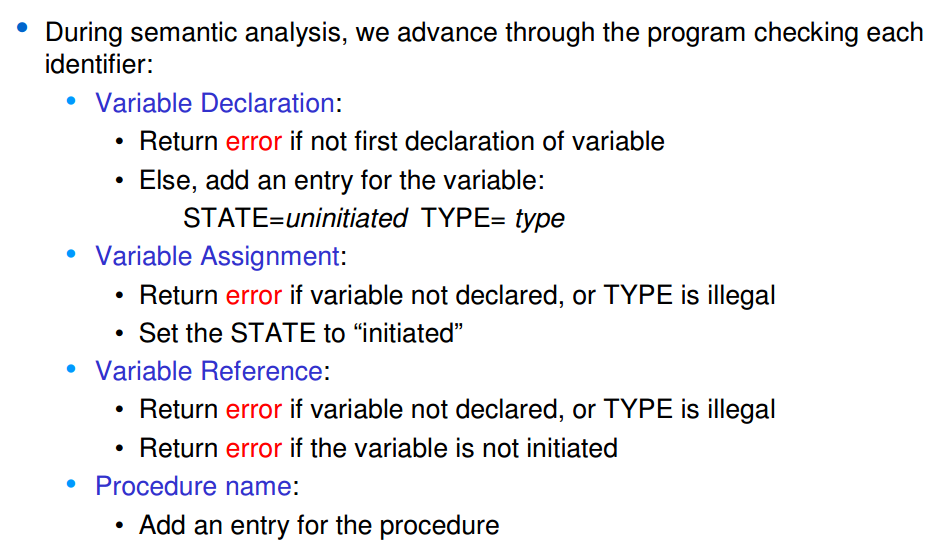 • During semantic analysis, we advance through the program checking each
identifier:
• Variable Declaration:
• Return error if not first declaration of variable
• Else, add an entry for the variable:
STATE=uninitiated TYPE= type
• Variable Assignment:
• Return error if variable not declared, or TYPE is illegal
• Set the STATE to “initiated”
• Variable Reference:
• Return error if variable not declared, or TYPE is illegal
• Return error if the variable is not initiated
• Procedure name:
• Add an entry for the procedure